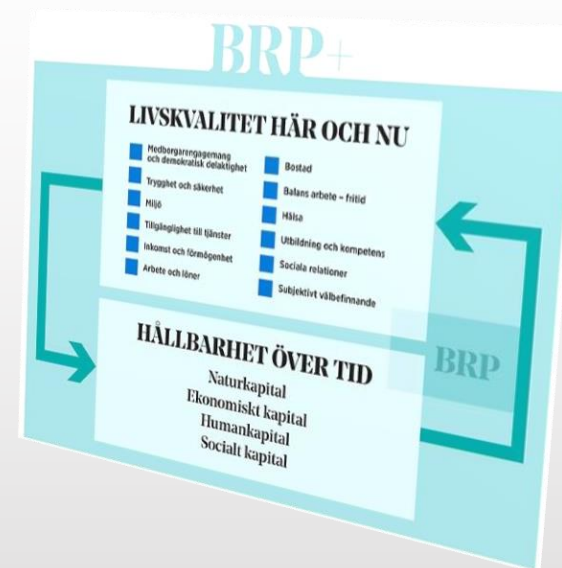 BRP+
LIVSKVALITET HÄR OCH NU
Medborgarengagemang
och demokratisk delaktighet
Trygghet och säkerhet
Miljö
Tillgänglighet till tjänster
Inkomst och förmögenhet
Arbete och löner
Bostad
Balans arbete – fritid
Hälsa
Utbildning och kompetens
Sociala relationer
Subjektivt välbefinnande
HÅLLBARHET ÖVER TID
Naturkapital
Ekonomiskt kapital
Humankapital
Socialt kapital
BRP